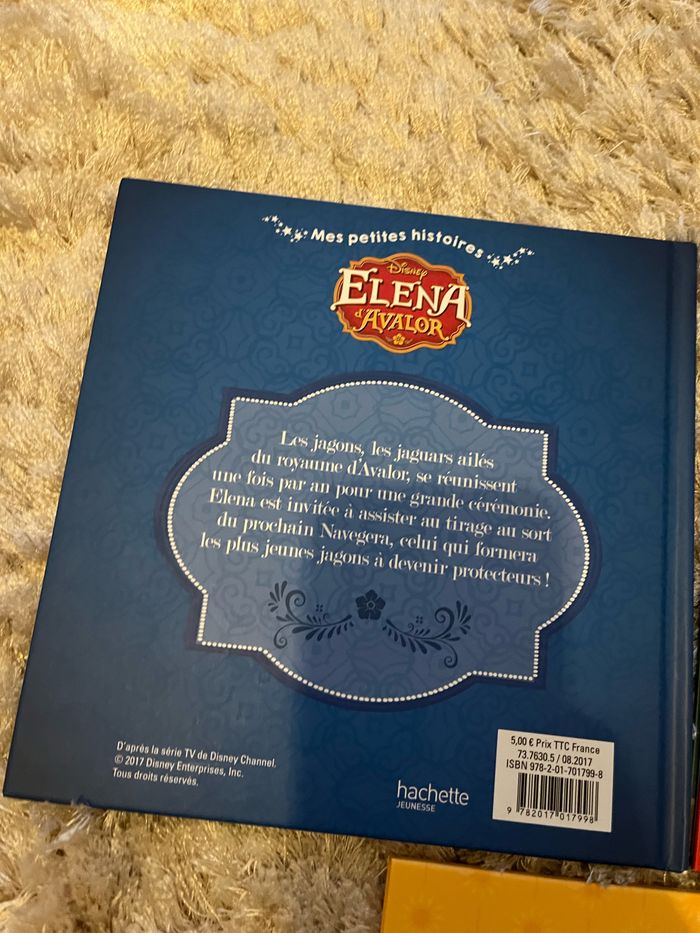 Mes petites histoires
Disney
ELENA
d'AVALOR
Les jagons, les jaguars ailés
du royaume d'Avalor, se réunissent
une fois par an pour une grande cérémonie.
Elena est invitée à assister au tirage au sort
du prochain Navegera, celui qui formera
les plus jeunes jagons à devenir protecteurs !
D'après la série TV de Disney Channel.
© 2017 Disney Enterprises, Inc.
Tous droits réservés.
hachette
JEUNESSE
5,00 € Prix TTC France
73.7630.5 / 08.2017
ISBN 978-2-01-701799-8
9 782017 017998